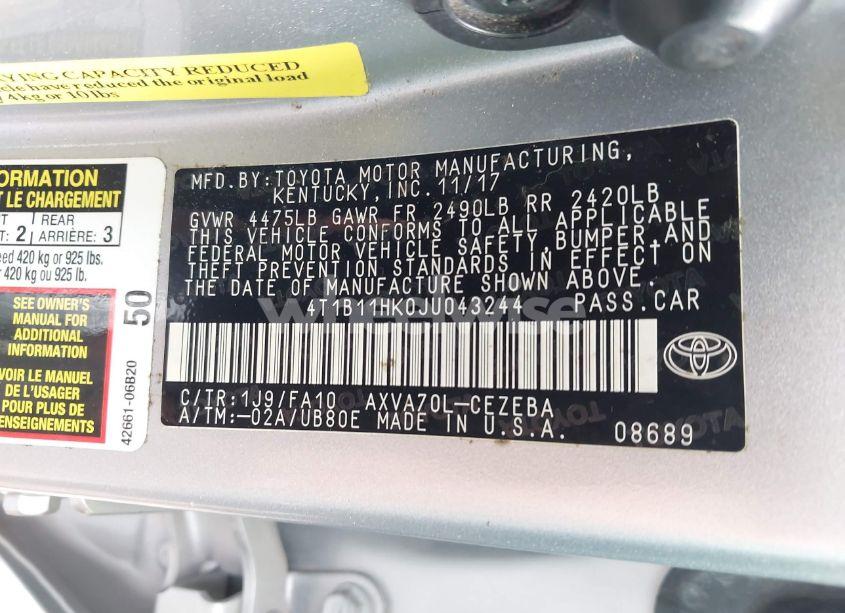 YING CAPACITY REDUCED
cle have reduced the original load
4 kg or 10 lbs
FORMATION
LE CHARGEMENT
2 REAR ARRIÈRE: 3
420 kg or 925 lbs.
420 kg ou 925 lb.
SEE OWNER'S
MANUAL FOR
ADDITIONAL
INFORMATION
VOIR LE MANUEL
DE L'USAGER
POUR PLUS DE
RENSEIGNEMENTS
50
42661-06B20
MFD. BY: TOYOTA MOTOR MANUFACTURING,
KENTUCKY, INC. 11/17
GVWR 4475LB GAWR FR 2490LB RR 2420LB
THIS VEHICLE CONFORMS TO ALL APPLICABLE
FEDERAL MOTOR VEHICLE SAFETY, BUMPER, AND
THEFT PREVENTION STANDARDS IN EFFECT ON
THE DATE OF MANUFACTURE SHOWN ABOVE.
4T1B11HK0JU043244 PASS.CAR
C/TR:1J9/FA10 AXVA70L-CEZEBA
A/TM:-02A/UB80E MADE IN U.S.A. 08689